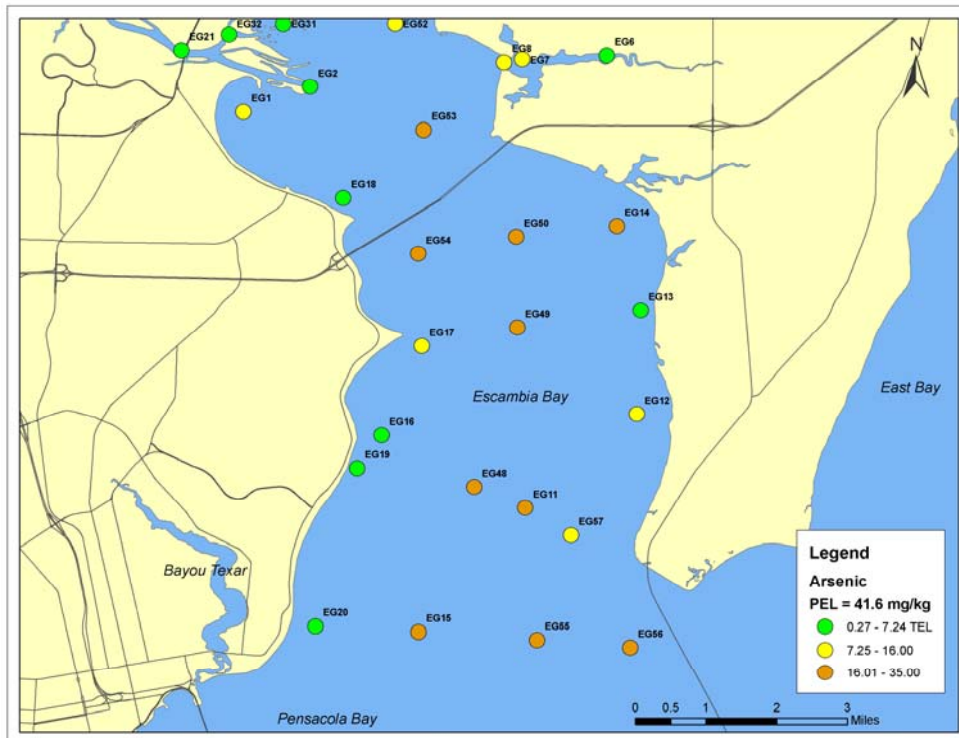 EG32
EG31
EG52
EG21
EG8
EG7
EG6
N
EG2
EG1
EG53
EG18
EG14
EG50
EG54
EG13
EG49
EG17
Escambia Bay
East Bay
EG12
EG16
EG19
EG48
EG11
EG57
Bayou Texar
EG20
EG15
EG55
EG56
Pensacola Bay
Legend
Arsenic
PEL = 41.6 mg/kg
0.27 - 7.24 TEL
7.25 - 16.00
16.01 - 35.00
0 0.5 1 2 3
Miles